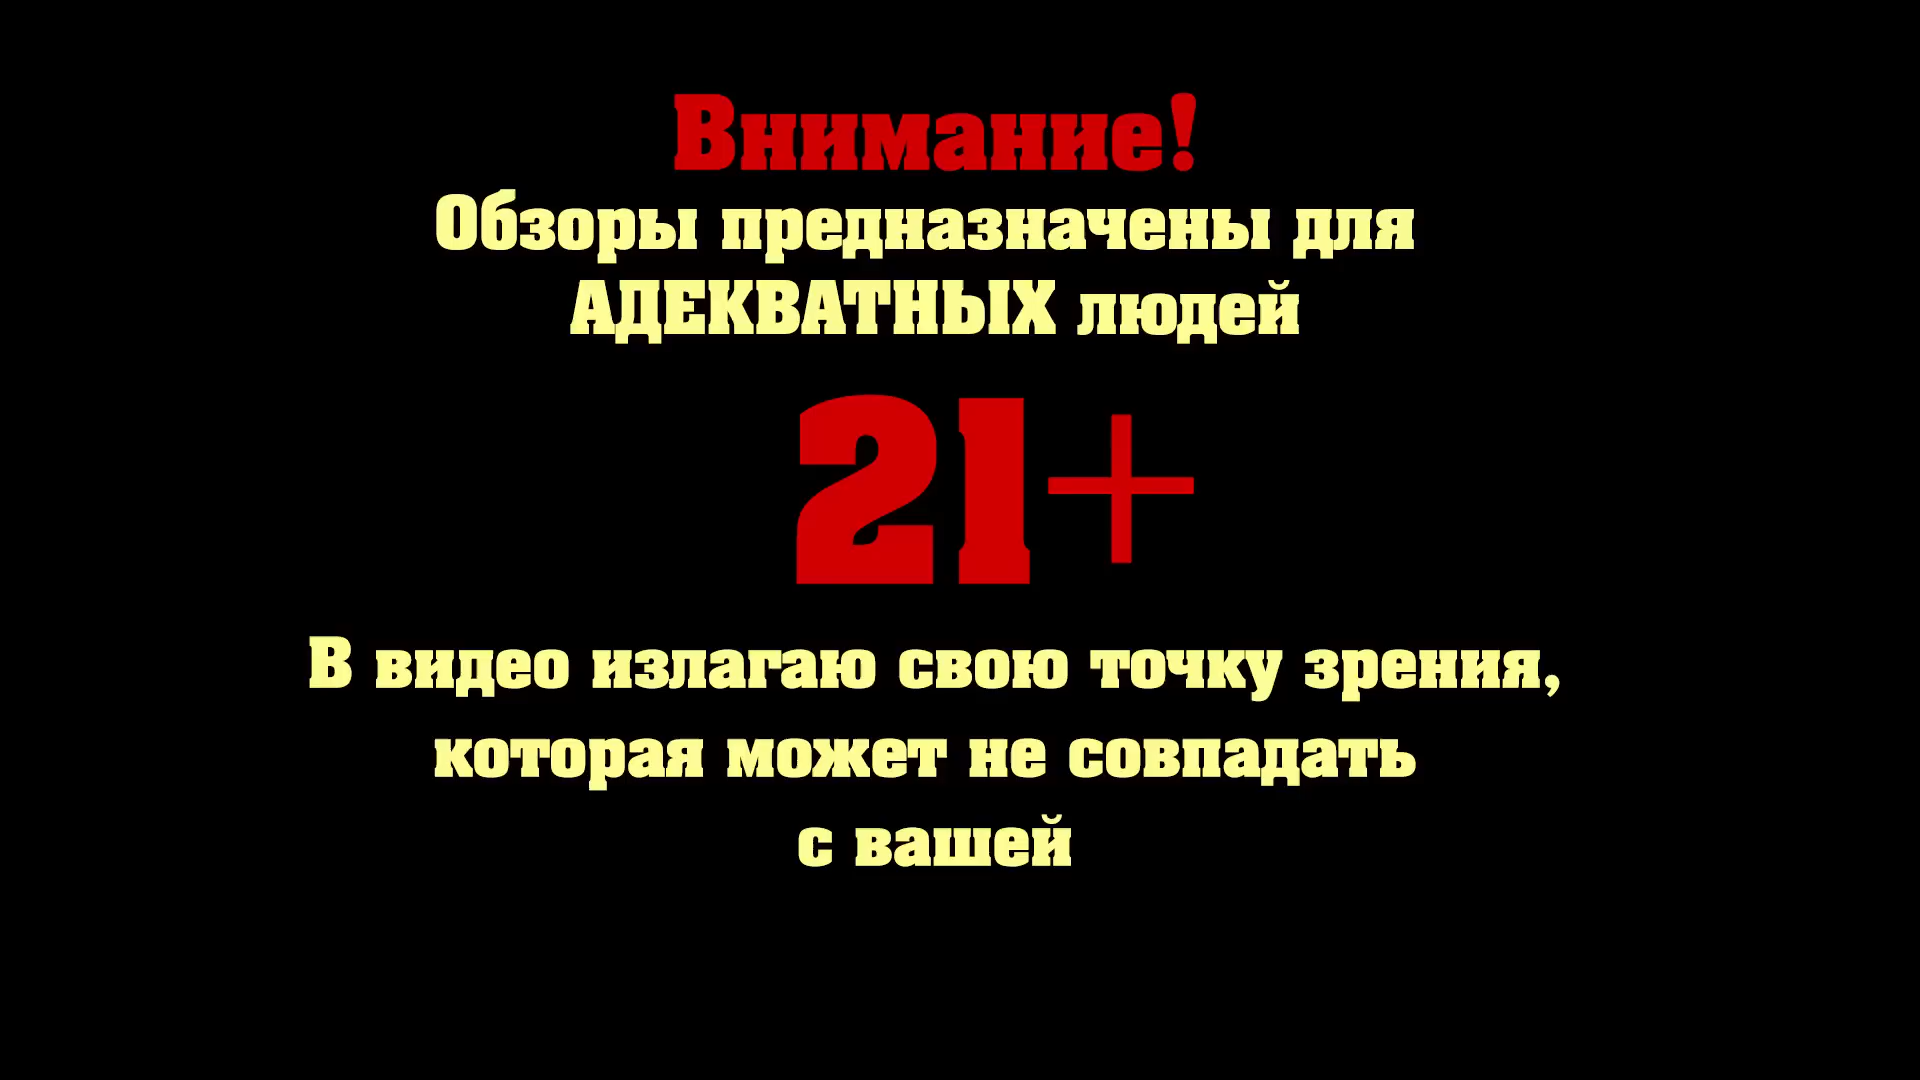 Внимание!
Обзоры предназначены для
АДЕКВАТНЫХ людей
21+
В видео излагаю свою точку зрения,
которая может не совпадать
с вашей